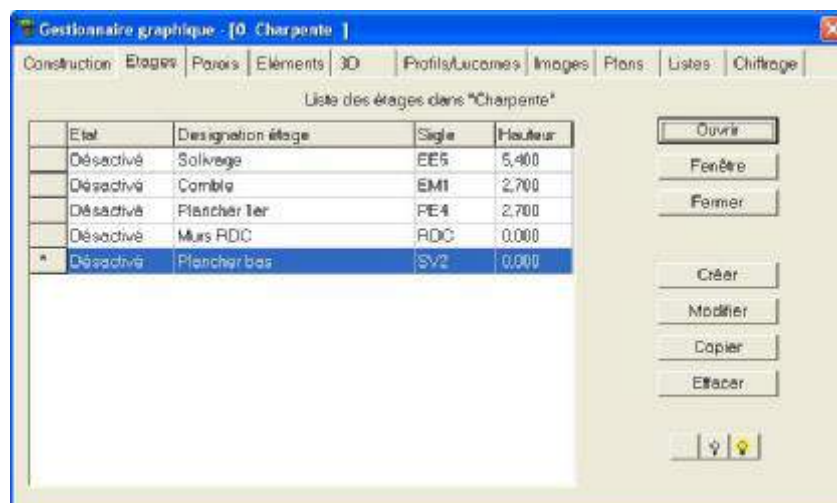 Gestionnaire graphique - [0 Charpente ]
Construction Etages Parois Eléments 3D Profils/Lucarnes Images Plans Listes Chiffrage
Liste des étages dans "Charpente"
Etat Designation étage Sigle Hauteur
Désactivé Solivage EE5 5,400
Désactivé Comble EM1 2,700
Désactivé Plancher 1er PE4 2,700
Désactivé Murs RDC RDC 0,000
* Désactivé Plancher bas SV2 0,000
Ouvrir
Fenêtre
Fermer
Créer
Modifier
Copier
Effacer